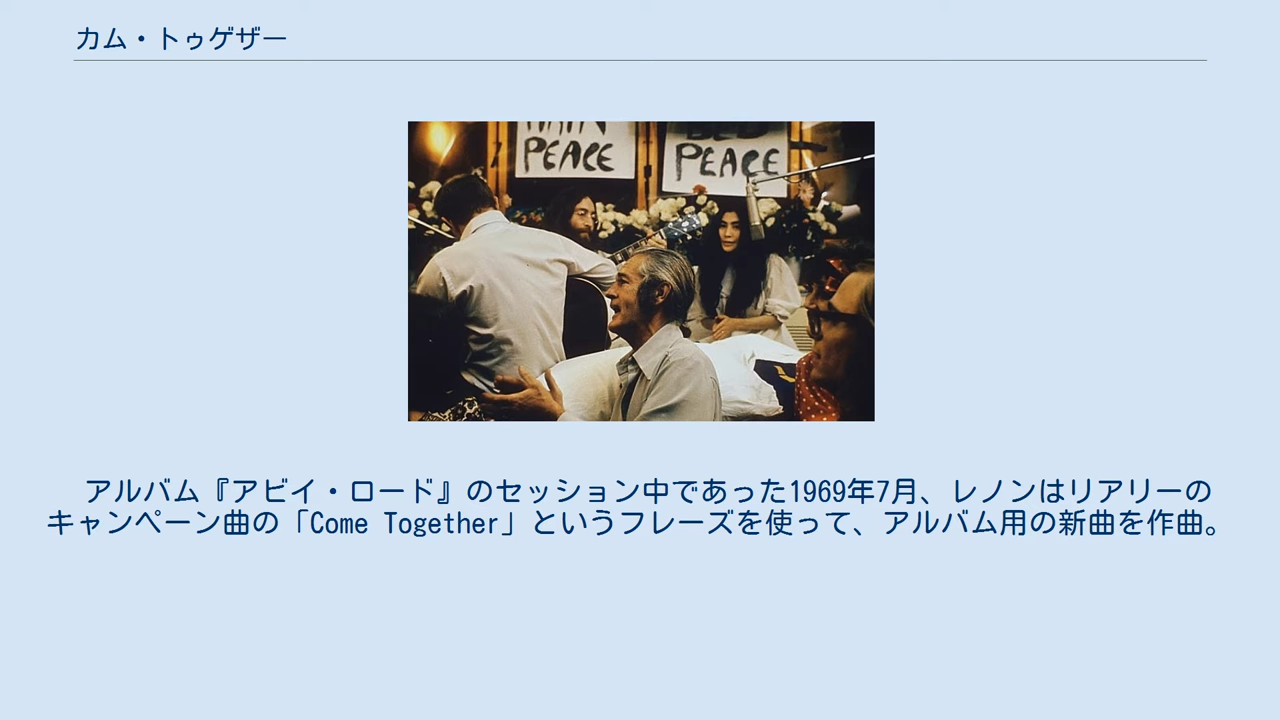 カム・トゥゲザー
PEACE
PEACE
アルバム『アビイ・ロード』のセッション中であった1969年7月、レノンはリアリーの
キャンペーン曲の「Come Together」というフレーズを使って、アルバム用の新曲を作曲。